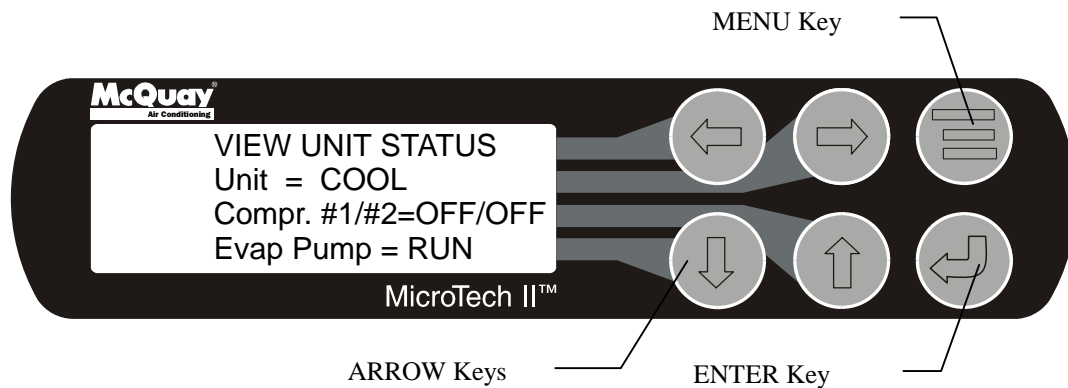 MENU Key
McQuay®
Air Conditioning
VIEW UNIT STATUS
Unit = COOL
Compr. #1/#2=OFF/OFF
Evap Pump = RUN
MicroTech II™
ARROW Keys
ENTER Key